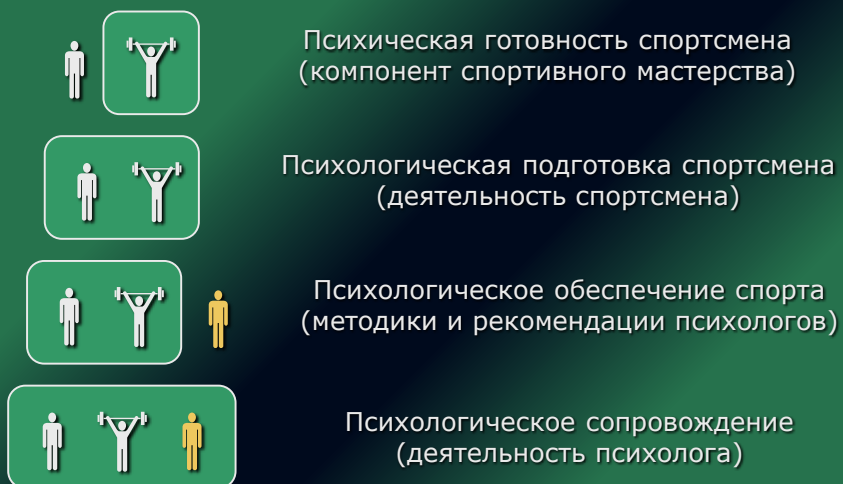 Психическая готовность спортсмена
(компонент спортивного мастерства)
Психологическая подготовка спортсмена
(деятельность спортсмена)
Психологическое обеспечение спорта
(методики и рекомендации психологов)
Психологическое сопровождение
(деятельность психолога)